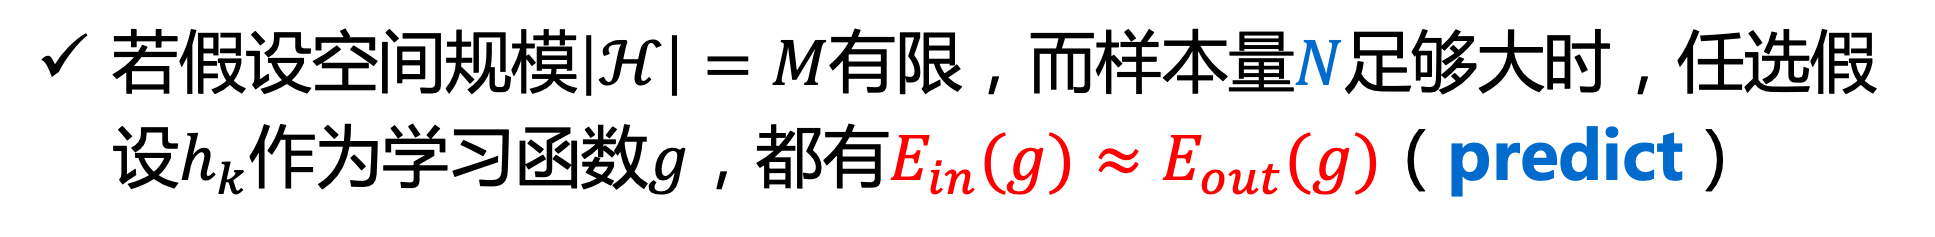 ✓ 若假设空间规模|ℋ| = M有限，而样本量N足够大时，任选假
设hₖ作为学习函数g，都有E_in(g) ≈ E_out(g)（predict）